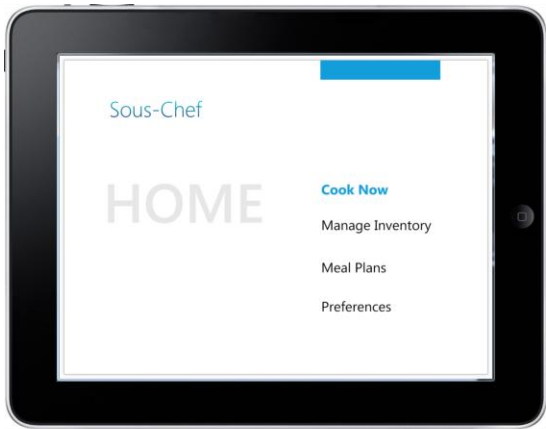 Sous-Chef
HOME
Cook Now
Manage Inventory
Meal Plans
Preferences